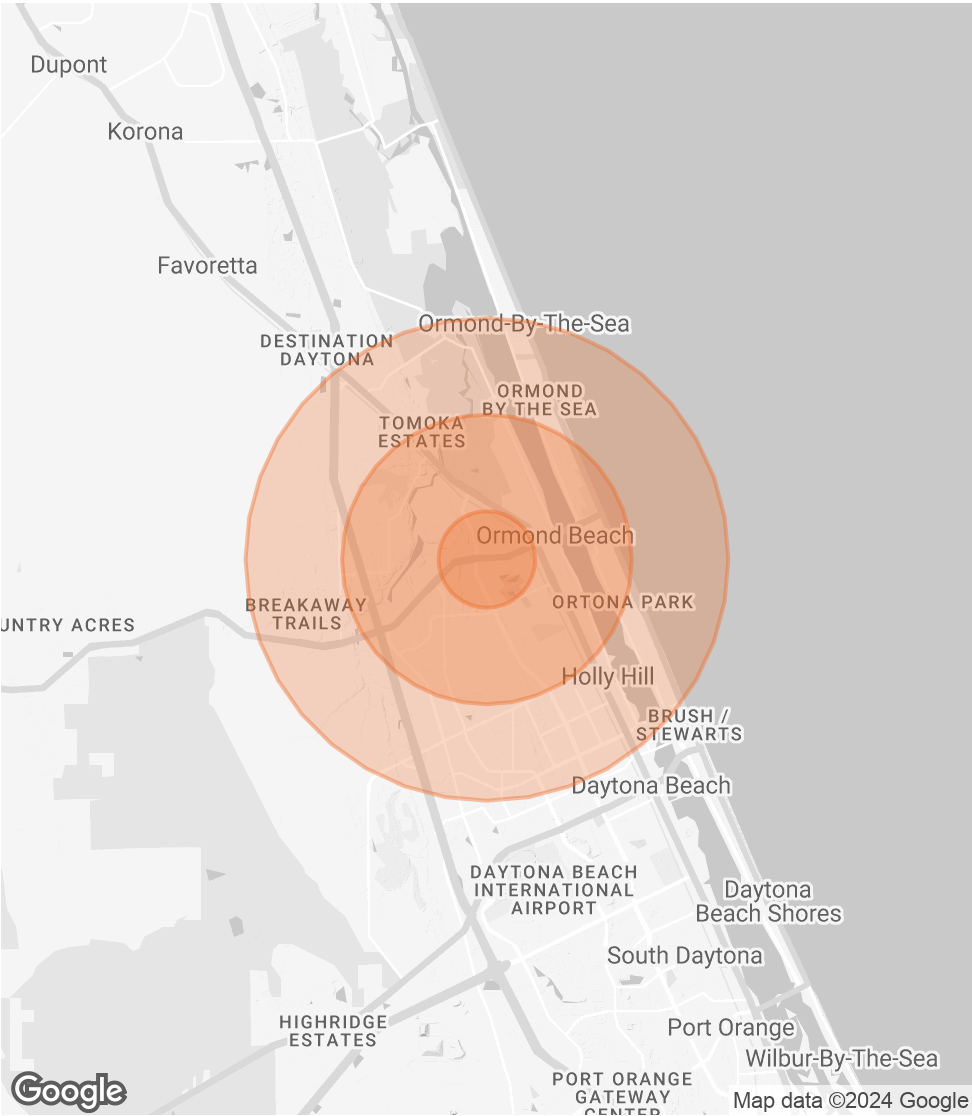 Dupont
Korona
Favoretta
Ormond-By-The-Sea
DESTINATION
DAYTONA
ORMOND
BY THE SEA
TOMOKA
ESTATES
Ormond Beach
BREAKAWAY
TRAILS
ORTONA PARK
UNTRY ACRES
Holly Hill
BRUSH /
STEWARTS
Daytona Beach
DAYTONA BEACH
INTERNATIONAL
AIRPORT
Daytona
Beach Shores
South Daytona
HIGHRIDGE
ESTATES
Port Orange
Wilbur-By-The-Sea
PORT ORANGE
GATEWAY
CENTER
Google
Map data ©2024 Google